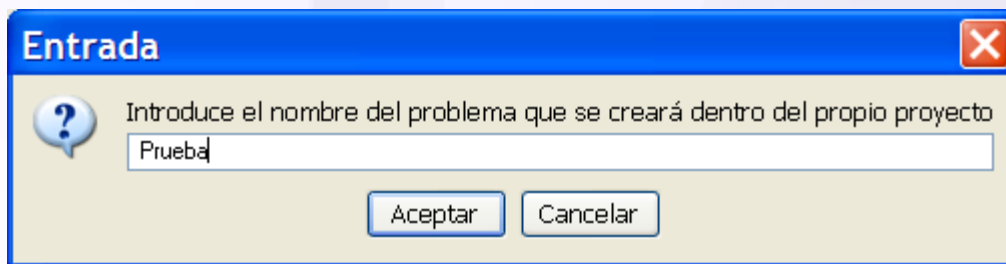 Entrada
Introduce el nombre del problema que se creará dentro del propio proyecto
Prueba
Aceptar Cancelar